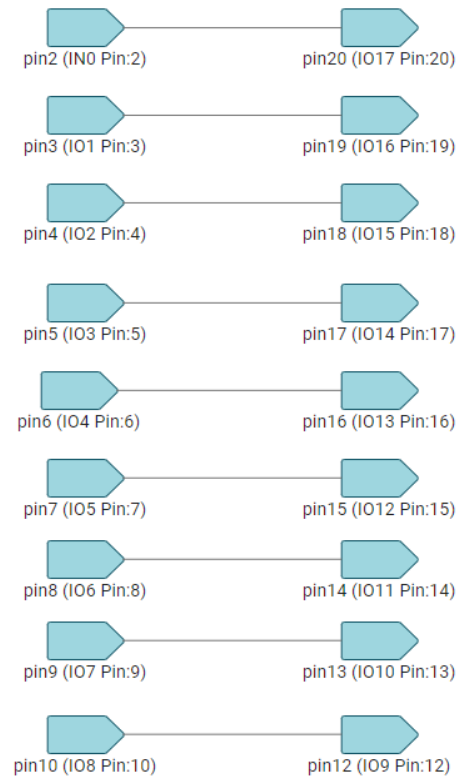 pin2 (IN0 Pin:2) pin20 (IO17 Pin:20)
pin3 (IO1 Pin:3) pin19 (IO16 Pin:19)
pin4 (IO2 Pin:4) pin18 (IO15 Pin:18)
pin5 (IO3 Pin:5) pin17 (IO14 Pin:17)
pin6 (IO4 Pin:6) pin16 (IO13 Pin:16)
pin7 (IO5 Pin:7) pin15 (IO12 Pin:15)
pin8 (IO6 Pin:8) pin14 (IO11 Pin:14)
pin9 (IO7 Pin:9) pin13 (IO10 Pin:13)
pin10 (IO8 Pin:10) pin12 (IO9 Pin:12)